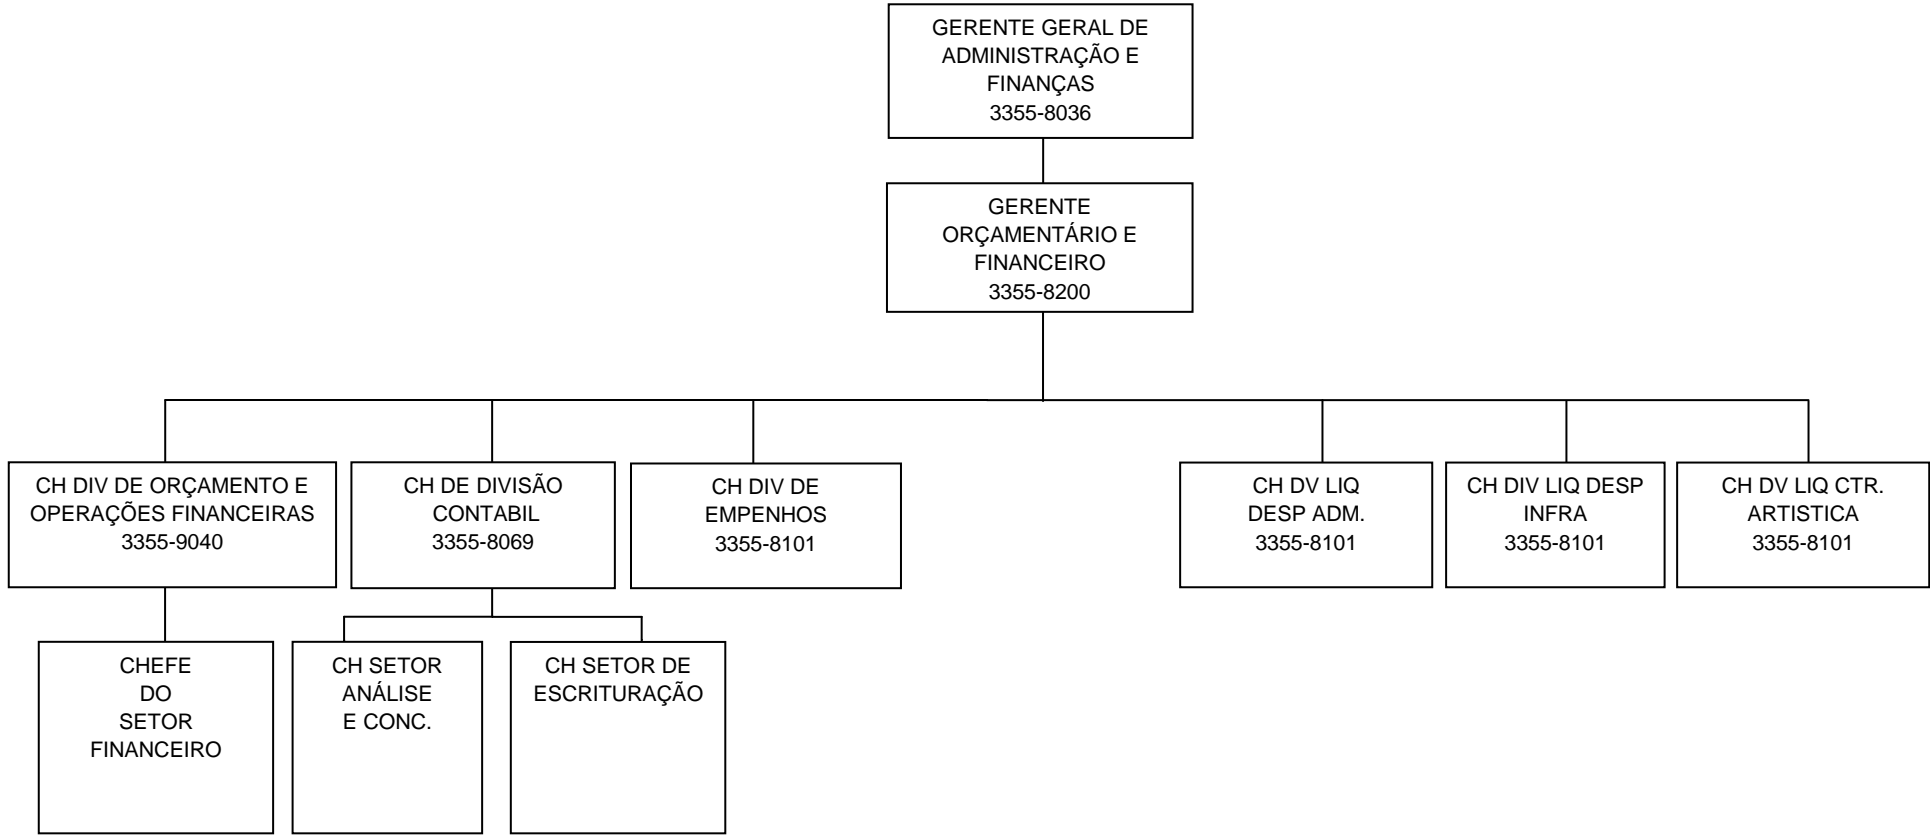 GERENTE GERAL DE
ADMINISTRAÇÃO E
FINANÇAS
3355-8036
GERENTE
ORÇAMENTÁRIO E
FINANCEIRO
3355-8200
CH DIV DE ORÇAMENTO E
OPERAÇÕES FINANCEIRAS
3355-9040
CH DE DIVISÃO
CONTABIL
3355-8069
CH DIV DE
EMPENHOS
3355-8101
CH DV LIQ
DESP ADM.
3355-8101
CH DIV LIQ DESP
INFRA
3355-8101
CH DV LIQ CTR.
ARTISTICA
3355-8101
CHEFE
DO
SETOR
FINANCEIRO
CH SETOR
ANÁLISE
E CONC.
CH SETOR DE
ESCRITURAÇÃO